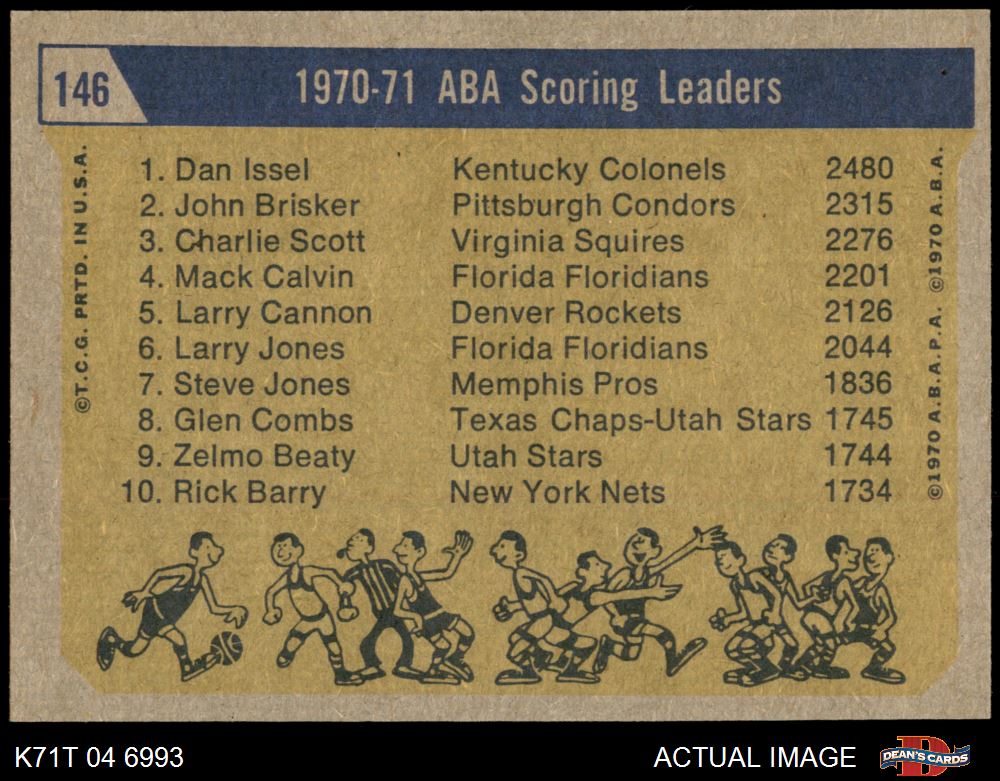 146 1970-71 ABA Scoring Leaders
1. Dan Issel Kentucky Colonels 2480
2. John Brisker Pittsburgh Condors 2315
3. Charlie Scott Virginia Squires 2276
4. Mack Calvin Florida Floridians 2201
5. Larry Cannon Denver Rockets 2126
6. Larry Jones Florida Floridians 2044
7. Steve Jones Memphis Pros 1836
8. Glen Combs Texas Chaps-Utah Stars 1745
9. Zelmo Beaty Utah Stars 1744
10. Rick Barry New York Nets 1734
©T.C.G. PRTD. IN U.S.A.
©1970 A.B.A.P.A. ©1970 A.B.A.
K71T 04 6993 ACTUAL IMAGE DEAN'S CARDS